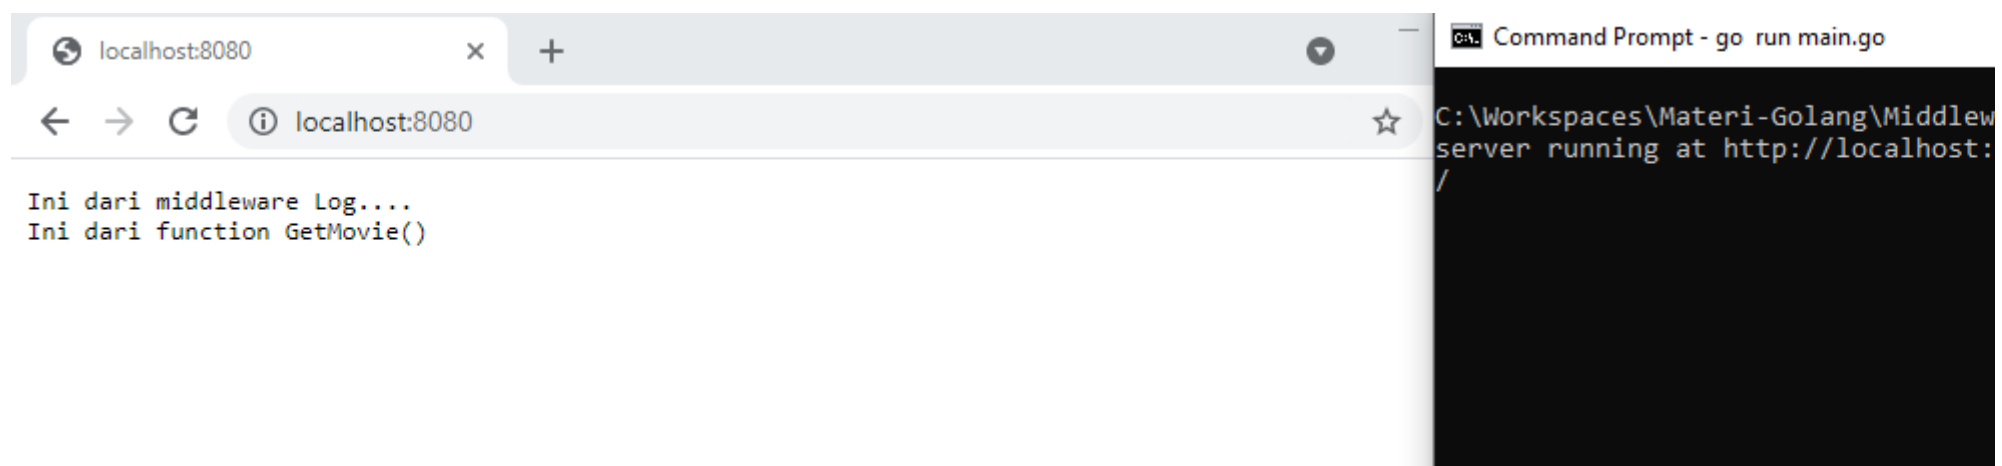 localhost:8080
localhost:8080
Ini dari middleware Log....
Ini dari function GetMovie()
Command Prompt - go  run main.go
C:\Workspaces\Materi-Golang\Middlew
server running at http://localhost:
/